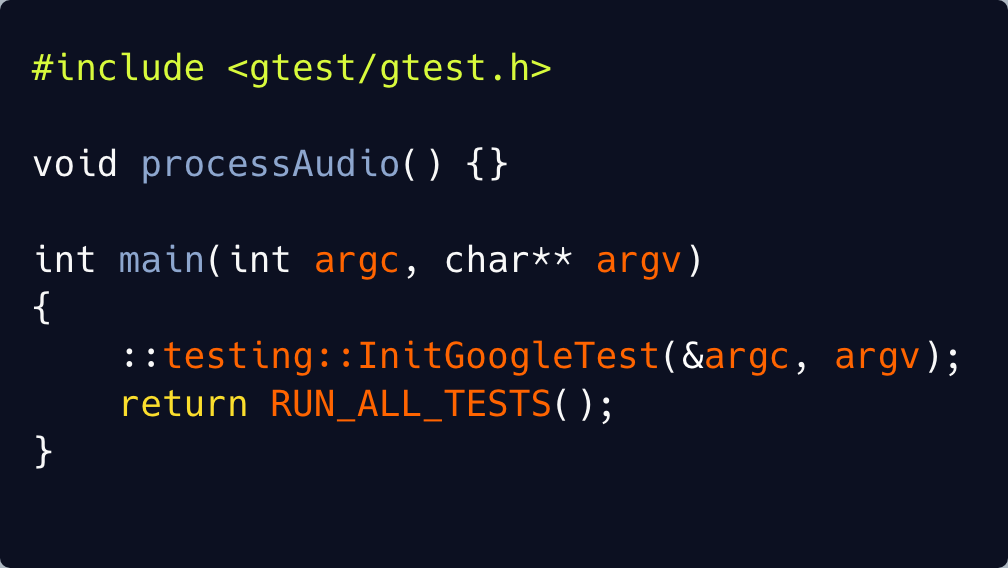 #include <gtest/gtest.h>
void processAudio() {}
int main(int argc, char** argv)
{
    ::testing::InitGoogleTest(&argc, argv);
    return RUN_ALL_TESTS();
}